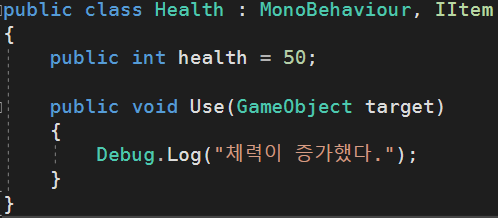 public class Health : MonoBehaviour, IItem
{
    public int health = 50;
    public void Use(GameObject target)
    {
        Debug.Log("체력이 증가했다.");
    }
}